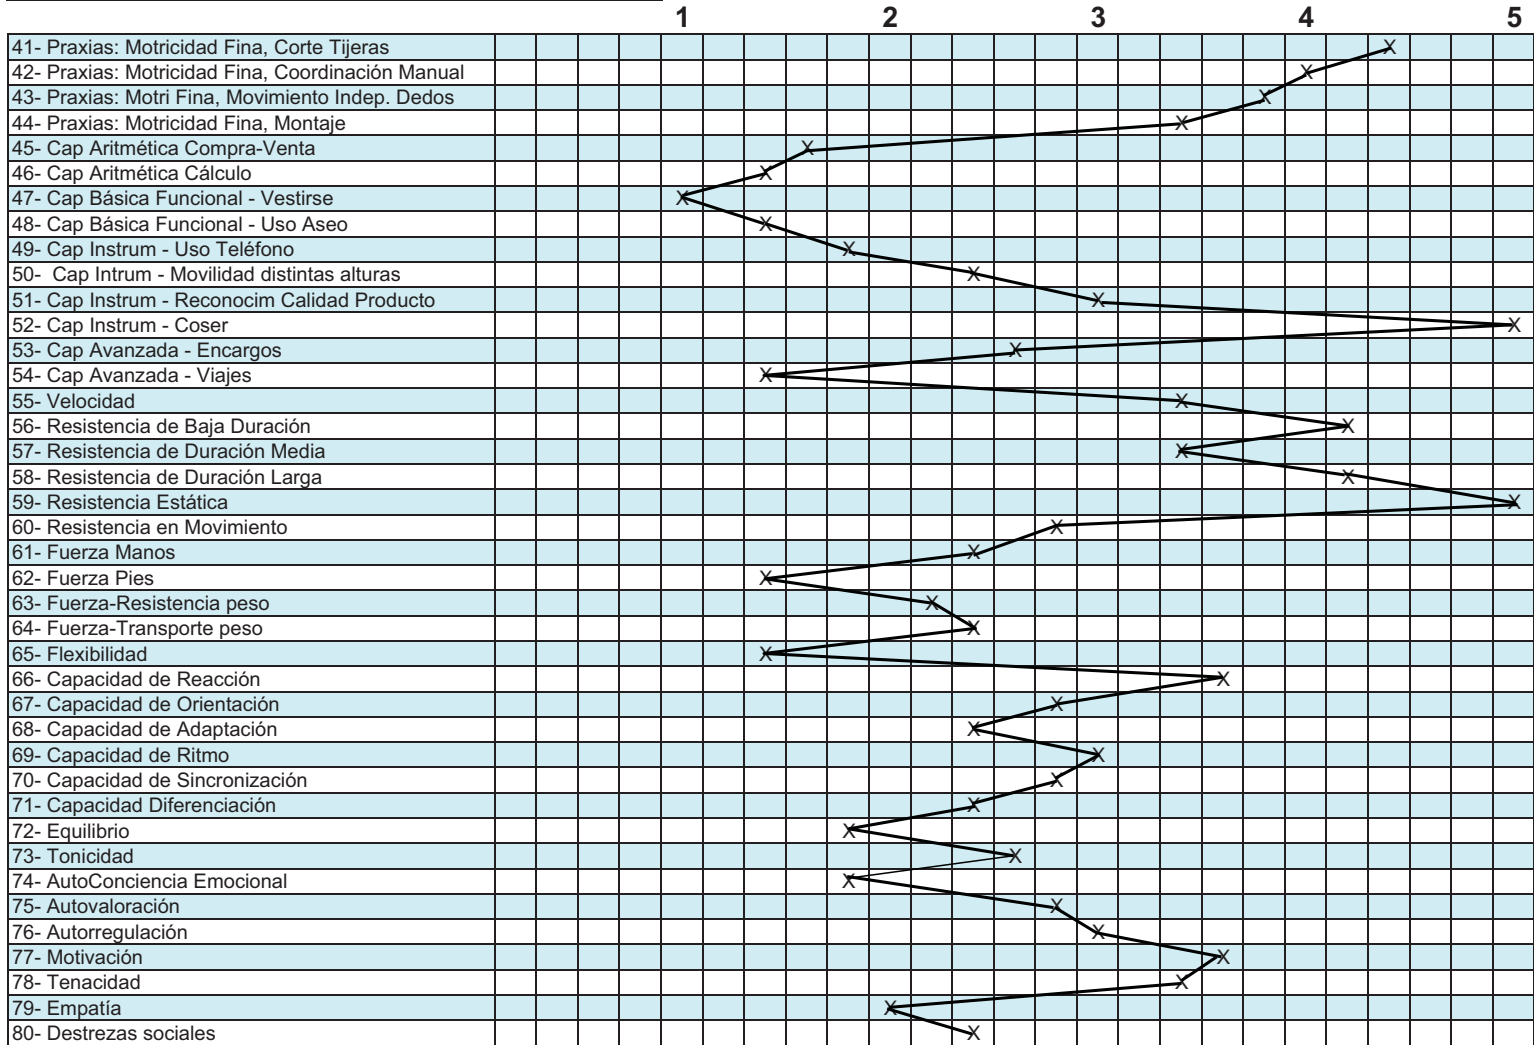 1 2 3 4 5
41- Praxias: Motricidad Fina, Corte Tijeras X
42- Praxias: Motricidad Fina, Coordinación Manual X
43- Praxias: Motri Fina, Movimiento Indep. Dedos X
44- Praxias: Motricidad Fina, Montaje X
45- Cap Aritmética Compra-Venta X
46- Cap Aritmética Cálculo X
47- Cap Básica Funcional - Vestirse X
48- Cap Básica Funcional - Uso Aseo X
49- Cap Instrum - Uso Teléfono X
50- Cap Intrum - Movilidad distintas alturas X
51- Cap Instrum - Reconocim Calidad Producto X
52- Cap Instrum - Coser X
53- Cap Avanzada - Encargos X
54- Cap Avanzada - Viajes X
55- Velocidad X
56- Resistencia de Baja Duración X
57- Resistencia de Duración Media X
58- Resistencia de Duración Larga X
59- Resistencia Estática X
60- Resistencia en Movimiento X
61- Fuerza Manos X
62- Fuerza Pies X
63- Fuerza-Resistencia peso X
64- Fuerza-Transporte peso X
65- Flexibilidad X
66- Capacidad de Reacción X
67- Capacidad de Orientación X
68- Capacidad de Adaptación X
69- Capacidad de Ritmo X
70- Capacidad de Sincronización X
71- Capacidad Diferenciación X
72- Equilibrio X
73- Tonicidad X
74- AutoConciencia Emocional X
75- Autovaloración X
76- Autorregulación X
77- Motivación X
78- Tenacidad X
79- Empatía X
80- Destrezas sociales X